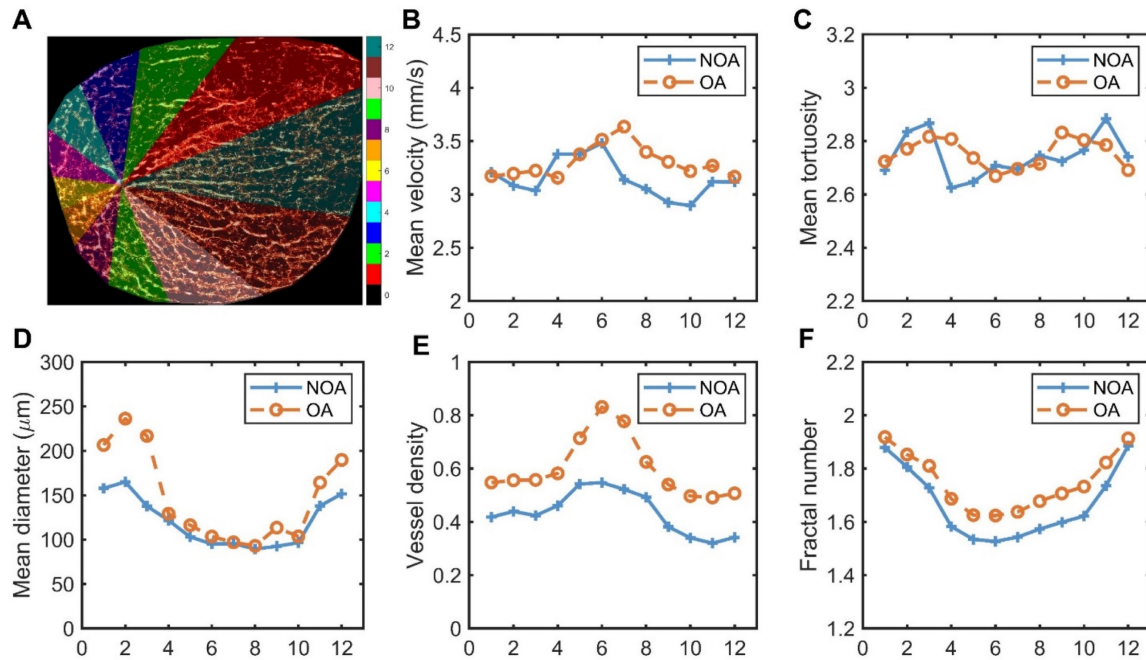 A
12
10
8
6
4
2
0
B
Mean velocity (mm/s)
4.5
4
3.5
3
2.5
2
0 2 4 6 8 10 12
NOA
OA
C
Mean tortuosity
3
2.8
2.6
2.4
2.2
0 2 4 6 8 10 12
NOA
OA
D
Mean diameter (μm)
300
250
200
150
100
50
0
0 2 4 6 8 10 12
NOA
OA
E
Vessel density
1
0.8
0.6
0.4
0.2
0
0 2 4 6 8 10 12
NOA
OA
F
Fractal number
2.2
2
1.8
1.6
1.4
1.2
0 2 4 6 8 10 12
NOA
OA